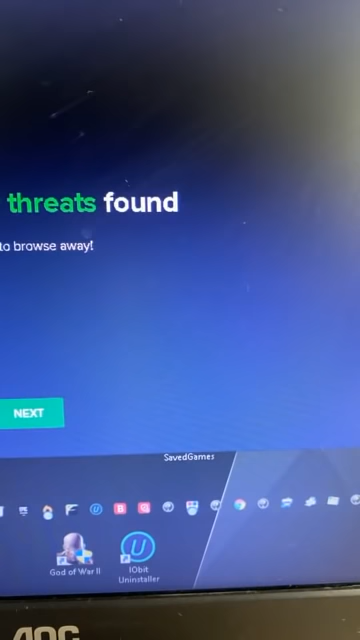 threats found
to browse away!
NEXT
SavedGames
God of War II
IObit
Uninstaller
AOC